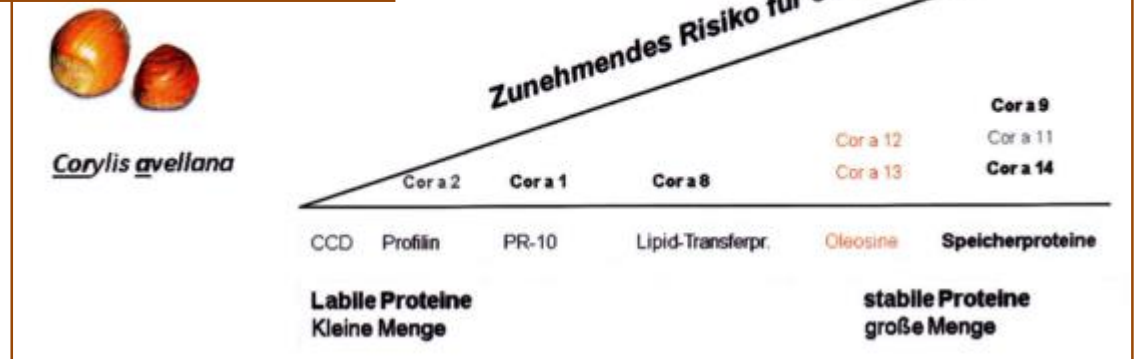 Zunehmendes Risiko für
Corylis avellana
Cor a 9
Cor a 12
Cor a 11
Cor a 13
Cor a 14
Cor a 2
Cor a 1
Cor a 8
CCD
Profilin
PR-10
Lipid-Transferpr.
Oleosine
Speicherproteine
Labile Proteine
Kleine Menge
stabile Proteine
große Menge